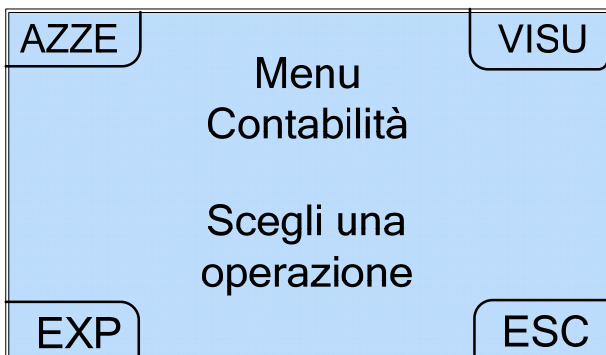 AZZE
VISU
Menu
Contabilità
Scegli una
operazione
EXP
ESC